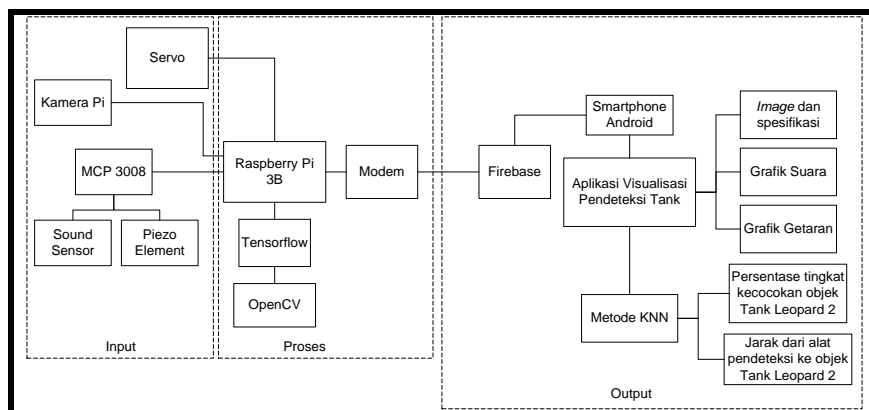 Servo
Kamera Pi
MCP 3008
Sound
Sensor
Piezo
Element
Input
Raspberry Pi
3B
Modem
Tensorflow
OpenCV
Proses
Firebase
Smartphone
Android
Aplikasi Visualisasi
Pendeteksi Tank
Image dan
spesifikasi
Grafik Suara
Grafik Getaran
Metode KNN
Persentase tingkat
kecocokan objek
Tank Leopard 2
Jarak dari alat
pendeteksi ke objek
Tank Leopard 2
Output